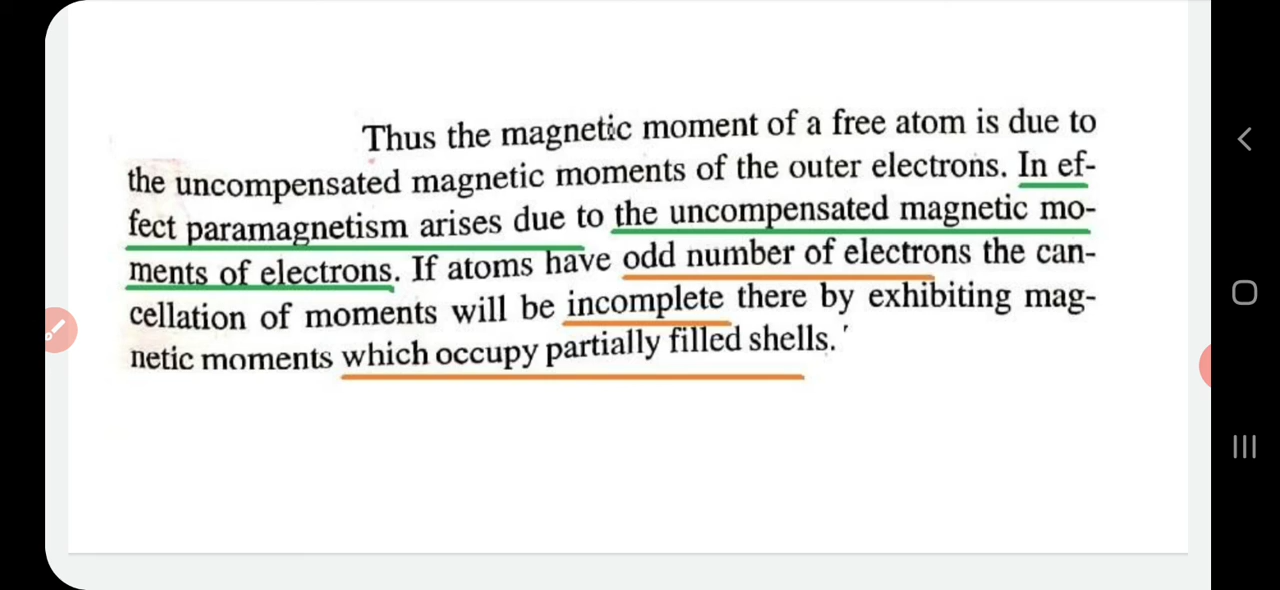 Thus the magnetic moment of a free atom is due to
the uncompensated magnetic moments of the outer electrons. In ef-
fect paramagnetism arises due to the uncompensated magnetic mo-
ments of electrons. If atoms have odd number of electrons the can-
cellation of moments will be incomplete there by exhibiting mag-
netic moments which occupy partially filled shells.'